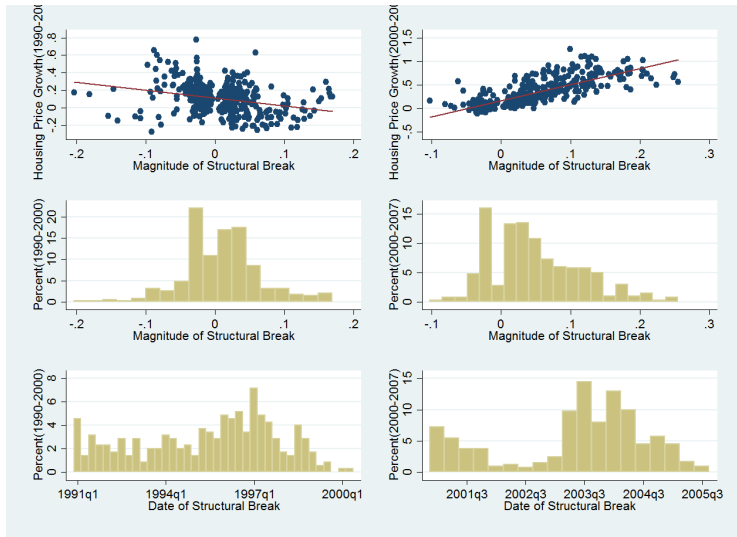 Housing Price Growth(1990-200
-.2 0 .2 .4 .6 .8
-.2 -.1 0 .1 .2
Magnitude of Structural Break
Housing Price Growth(2000-200
-.5 0 .5 1 1.5
-.1 0 .1 .2 .3
Magnitude of Structural Break
Percent(1990-2000)
0 5 10 15 20
-.2 -.1 0 .1 .2
Magnitude of Structural Break
Percent(2000-2007)
0 5 10 15
-.1 0 .1 .2 .3
Magnitude of Structural Break
Percent(1990-2000)
0 2 4 6 8
1991q1 1994q1 1997q1 2000q1
Date of Structural Break
Percent(2000-2007)
0 5 10 15
2001q3 2002q3 2003q3 2004q3 2005q3
Date of Structural Break